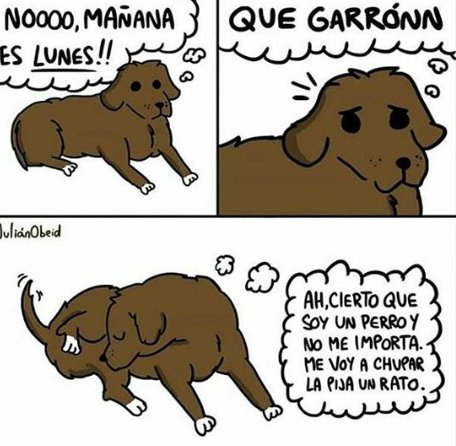 NOOOO, MAÑANA
ES LUNES.!!
QUE GARRÓNN
JuliánObeid
AH, CIERTO QUE
SOY UN PERRO Y
NO ME IMPORTA.
ME VOY A CHUPAR
LA PIJA UN RATO.